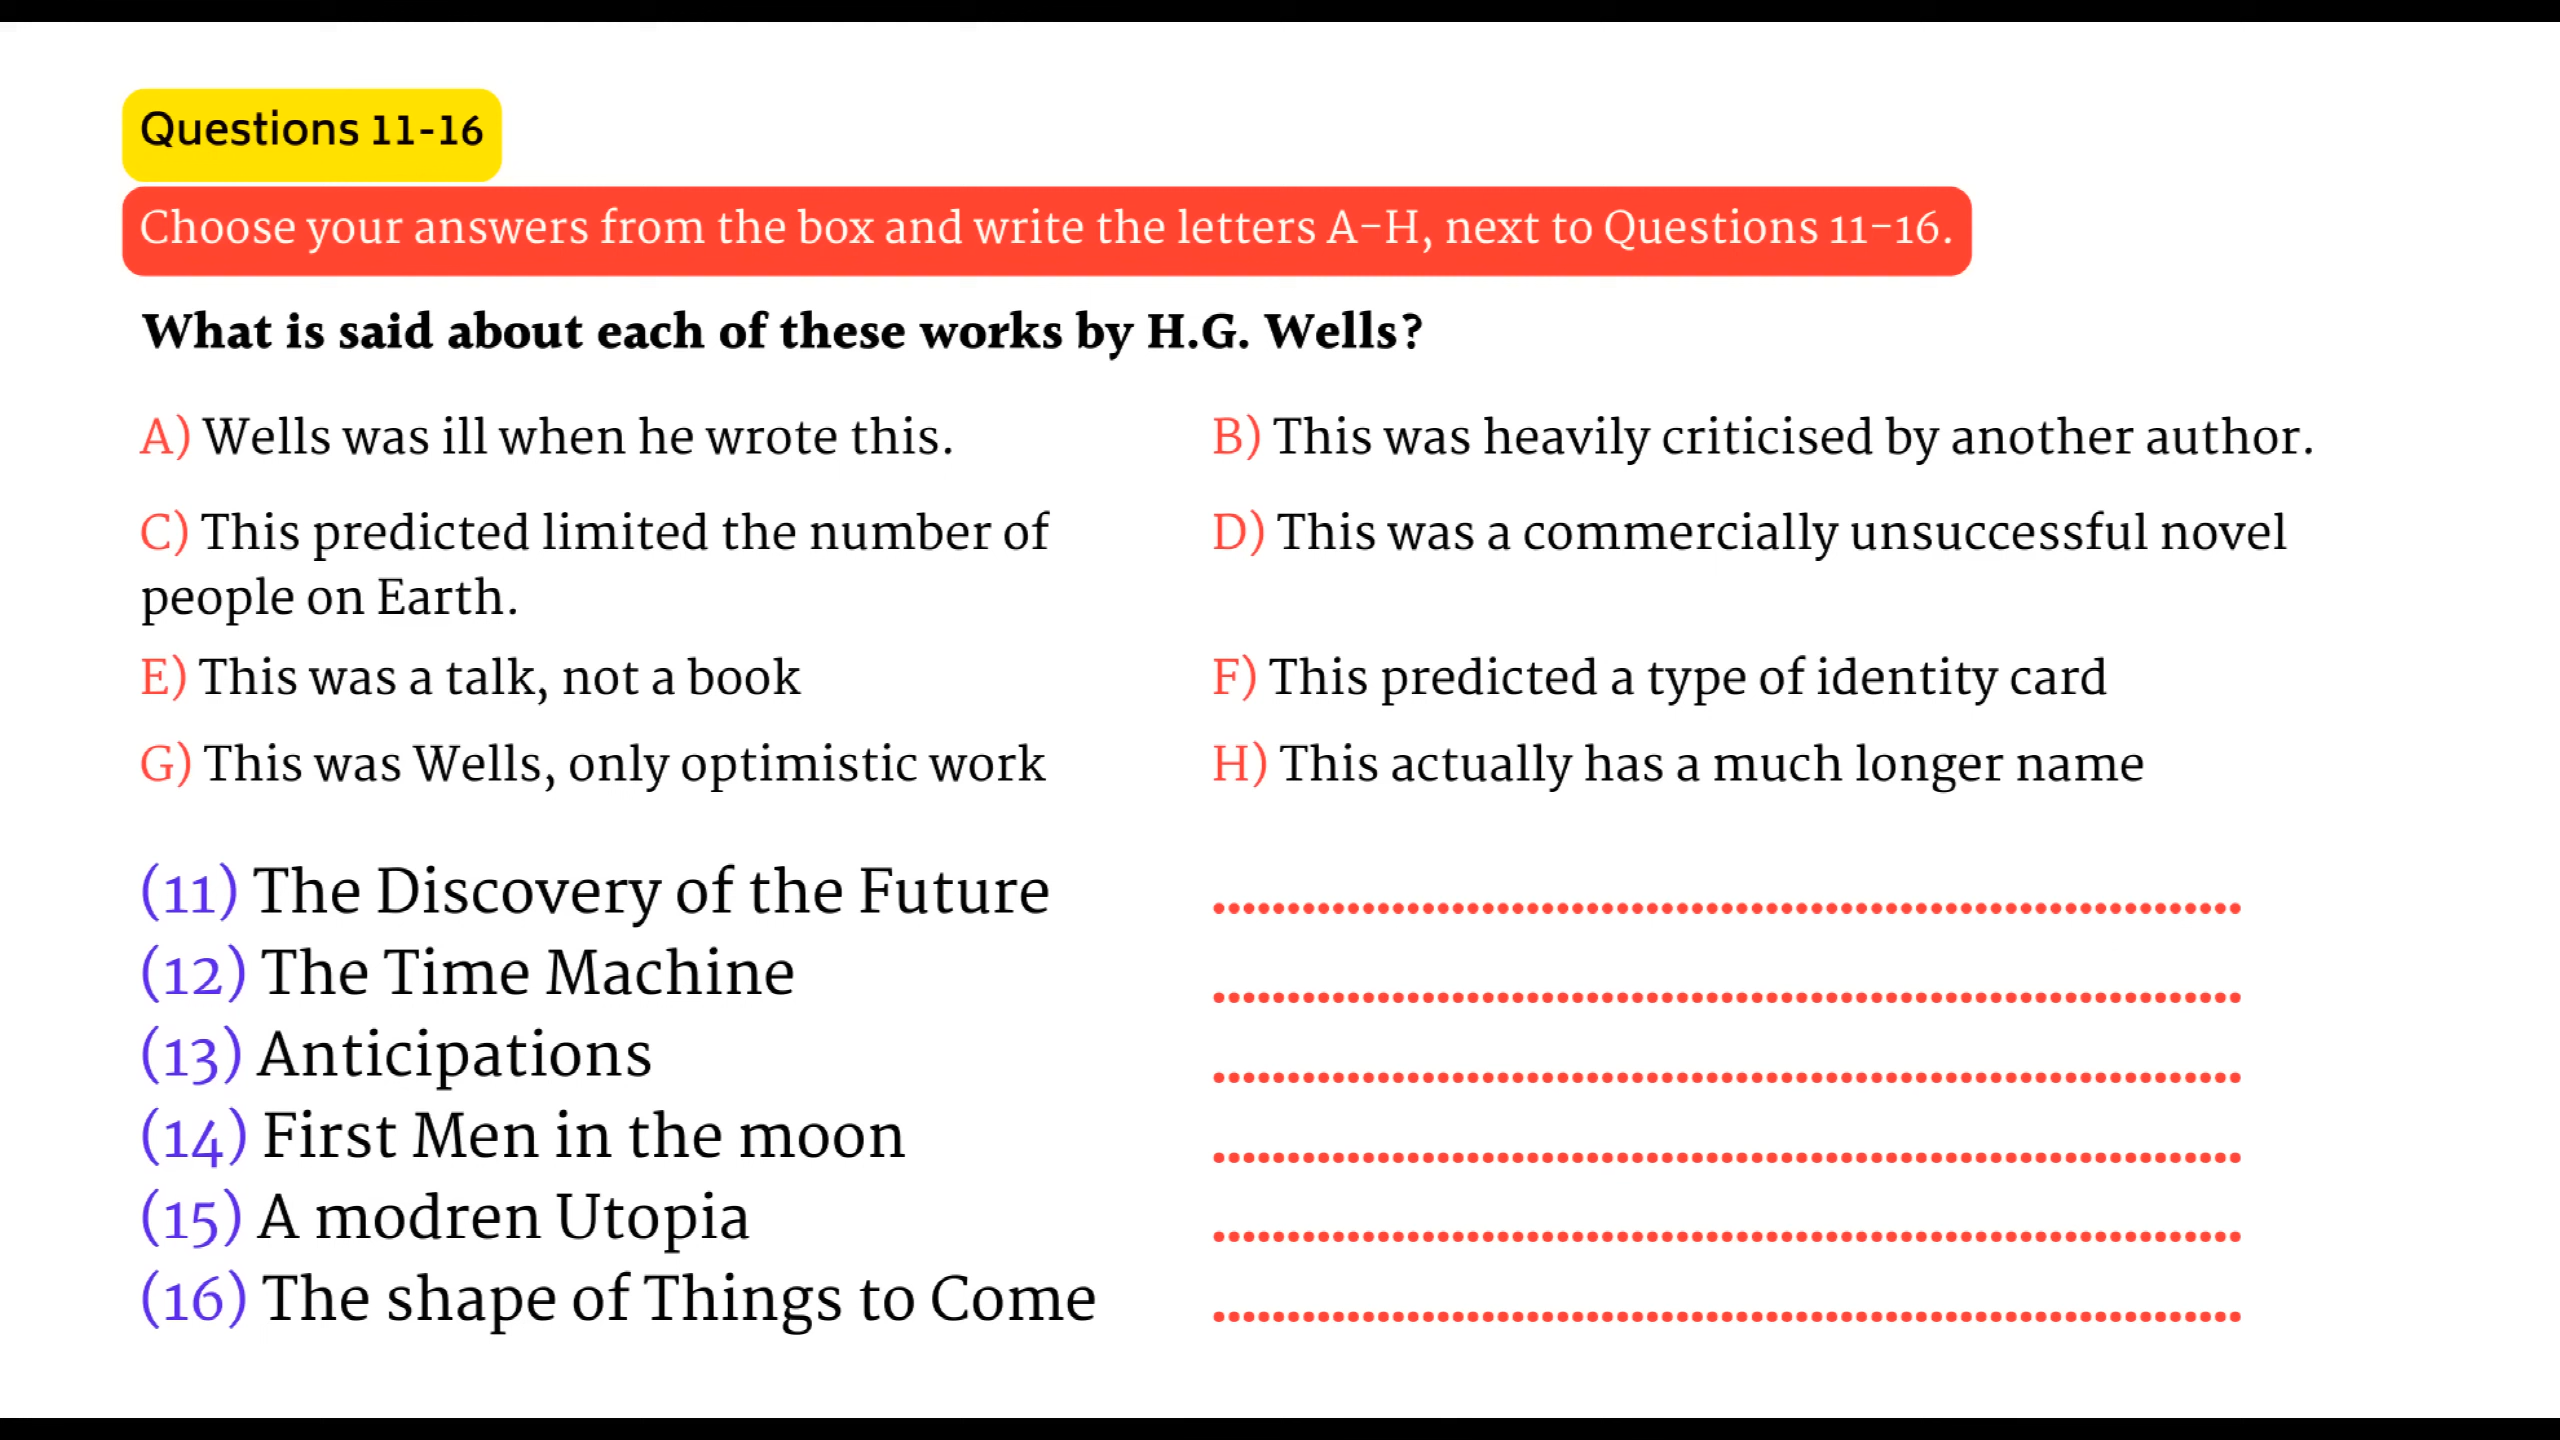 Questions 11-16
Choose your answers from the box and write the letters A-H, next to Questions 11-16.
What is said about each of these works by H.G. Wells?
A) Wells was ill when he wrote this.
B) This was heavily criticised by another author.
C) This predicted limited the number of
people on Earth.
D) This was a commercially unsuccessful novel
E) This was a talk, not a book
F) This predicted a type of identity card
G) This was Wells, only optimistic work
H) This actually has a much longer name
(11) The Discovery of the Future ....................................................................
(12) The Time Machine ....................................................................
(13) Anticipations ....................................................................
(14) First Men in the moon ....................................................................
(15) A modren Utopia ....................................................................
(16) The shape of Things to Come ....................................................................